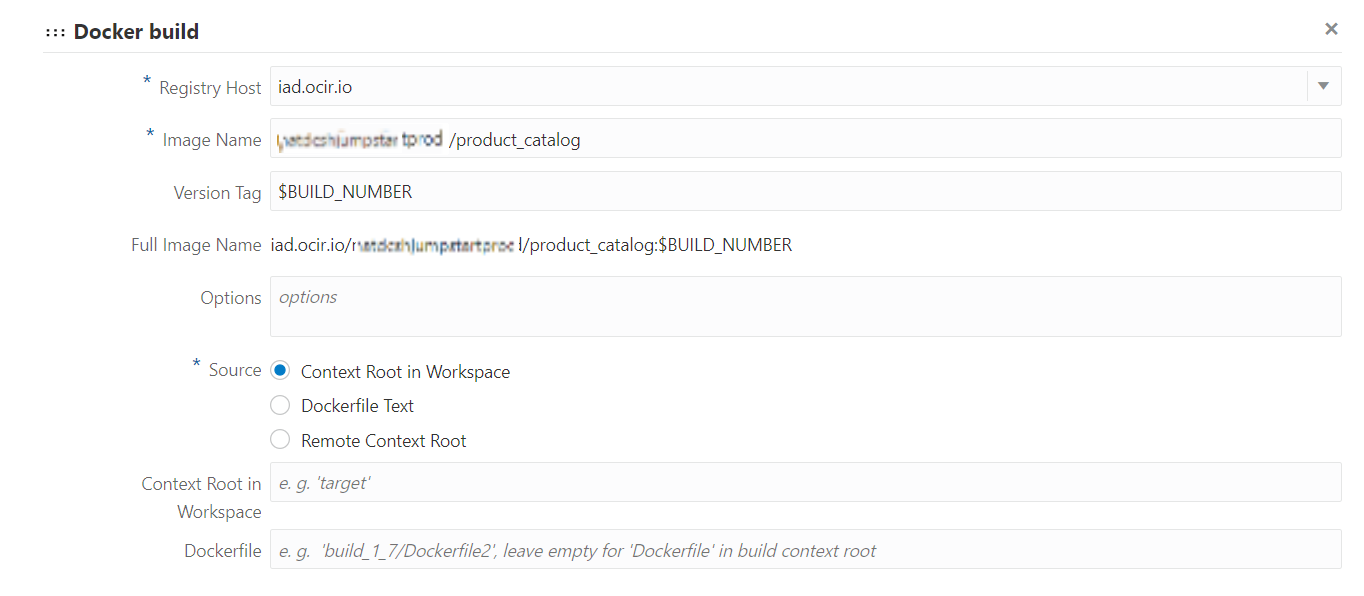 Docker build
* Registry Host iad.ocir.io
* Image Name tprod /product_catalog
Version Tag $BUILD_NUMBER
Full Image Name iad.ocir.io/ /product_catalog:$BUILD_NUMBER
Options options
* Source Context Root in Workspace
Dockerfile Text
Remote Context Root
Context Root in e. g. 'target'
Workspace
Dockerfile e. g. 'build_1_7/Dockerfile2', leave empty for 'Dockerfile' in build context root